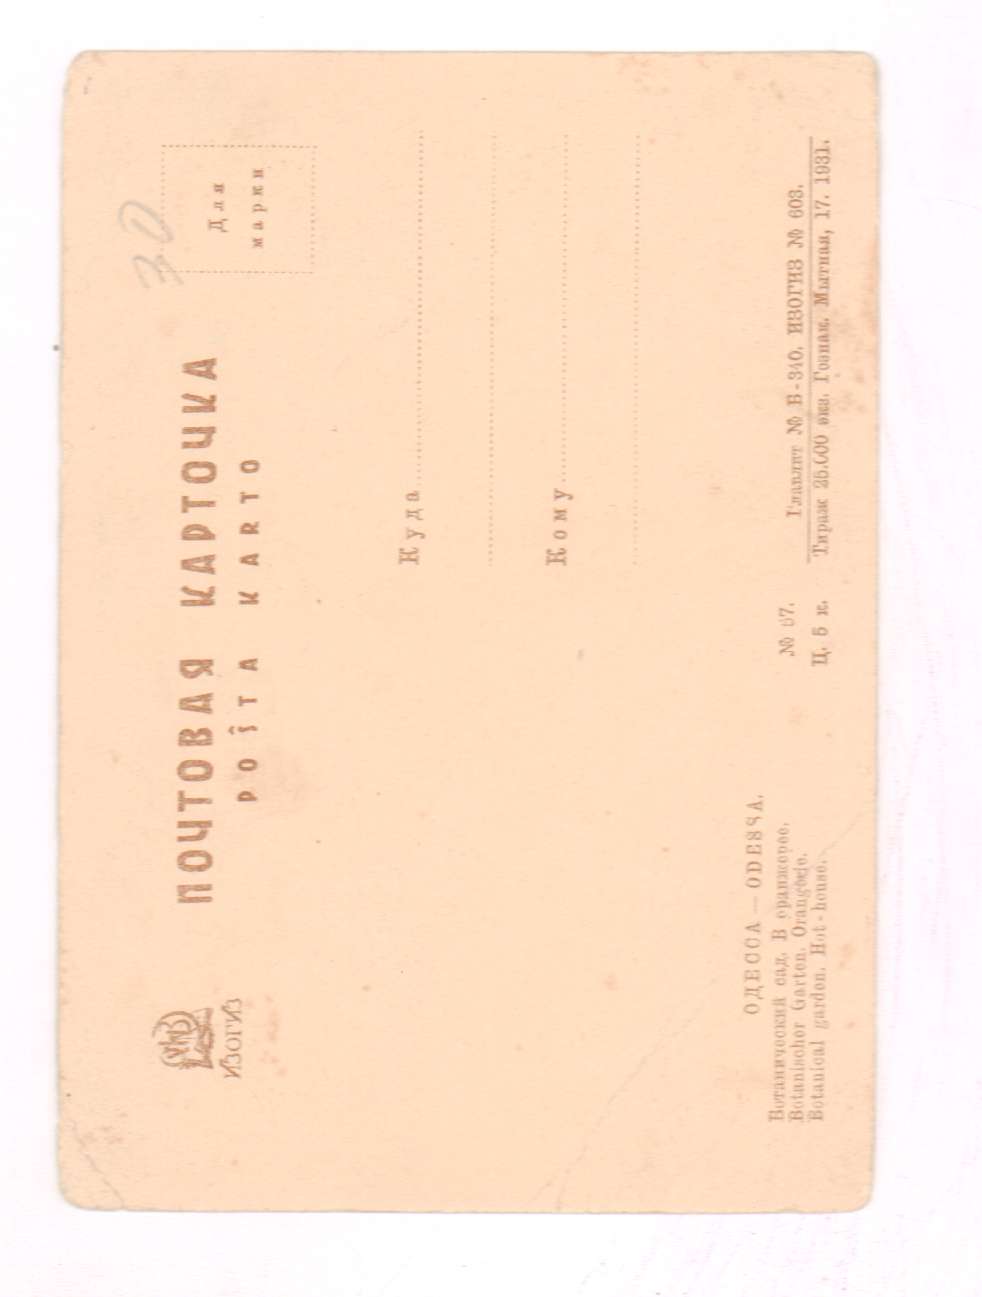 ИЗОГИЗ
ПОЧТОВАЯ КАРТОЧКА
POŜTA KARTO
30
Для
марки
Куда
Кому
ОДЕССА — ODESSA.
Ботанический сад. В оранжерее.
Botanischer Garten. Orangerie.
Botanical garden. Hot-house.
№ 67.
Ц. 5 к.
Главлит № В-340. ИЗОГИЗ № 603.
Тираж 25.000 экз. Гознак. Мытная, 17. 1931.